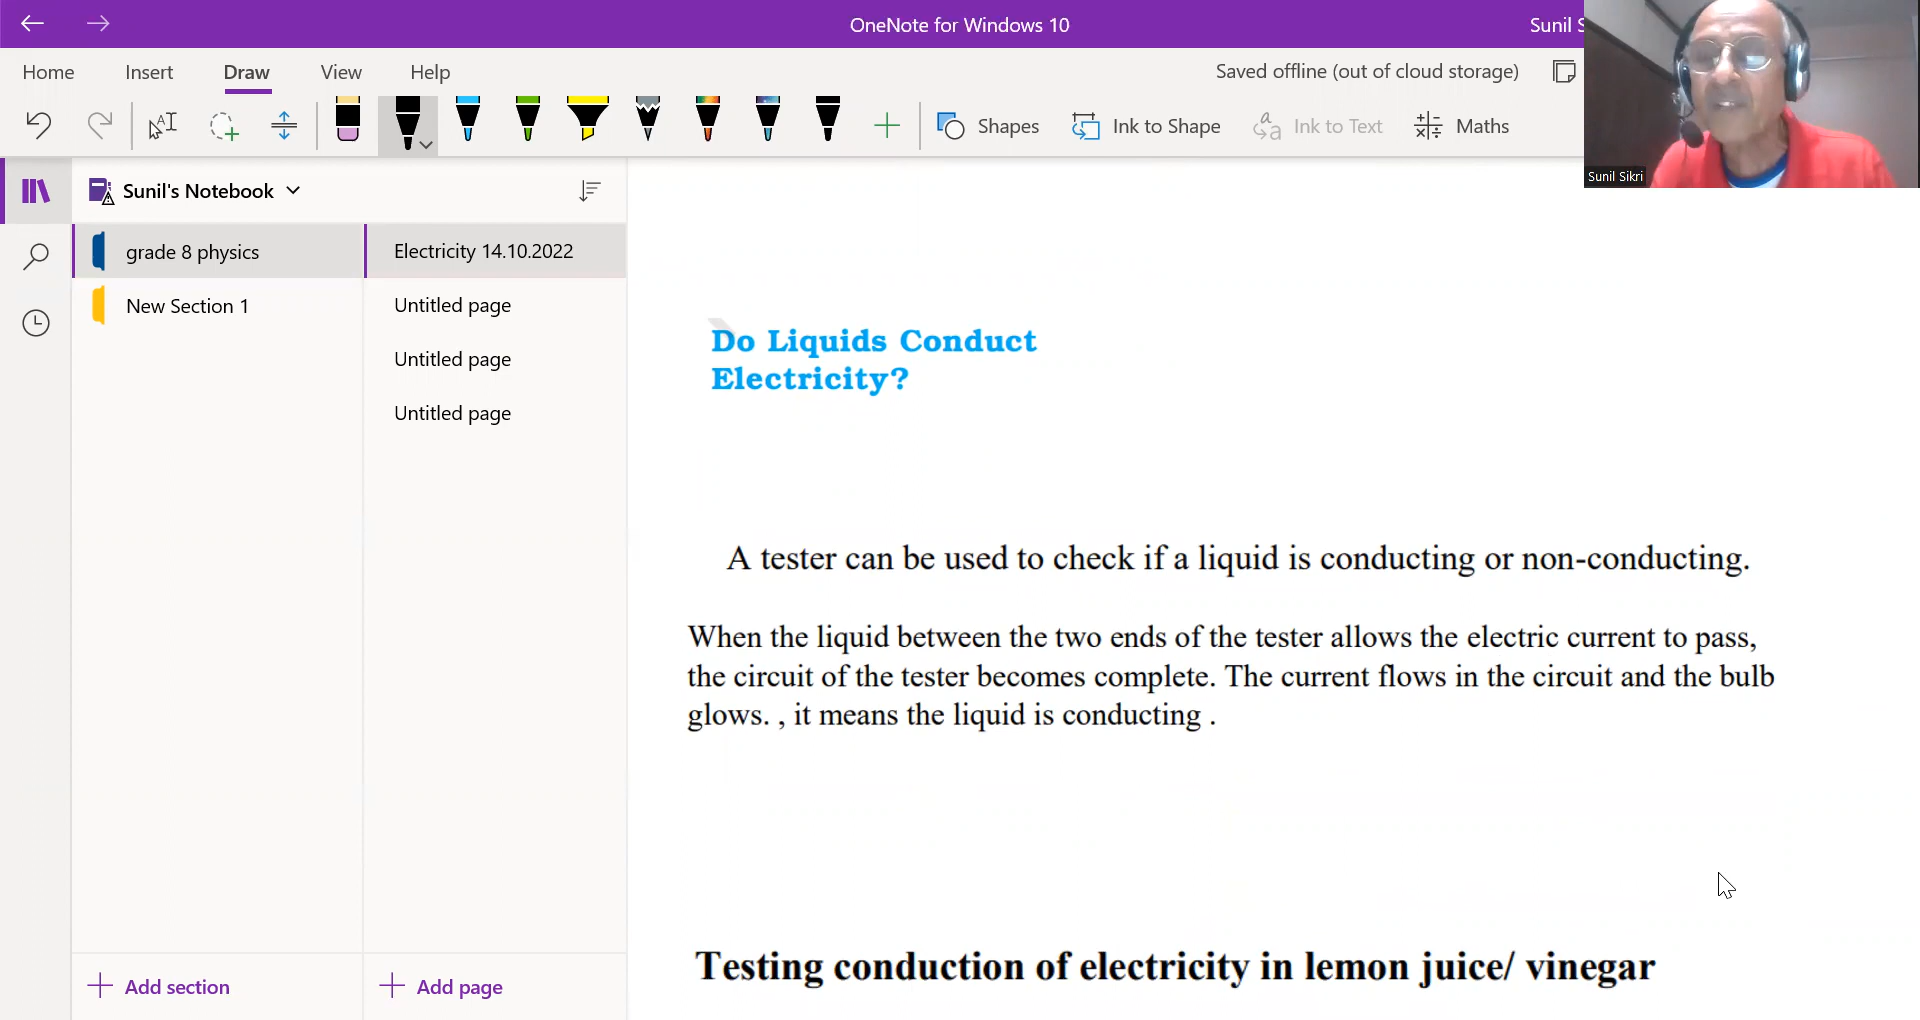 OneNote for Windows 10
Sunil S
Home Insert Draw View Help
Saved offline (out of cloud storage)
Shapes Ink to Shape Ink to Text Maths
Sunil Sikri
Sunil's Notebook
grade 8 physics
New Section 1
Electricity 14.10.2022
Untitled page
Untitled page
Untitled page
Add section
Add page
Do Liquids Conduct
Electricity?
A tester can be used to check if a liquid is conducting or non-conducting.
When the liquid between the two ends of the tester allows the electric current to pass,
the circuit of the tester becomes complete. The current flows in the circuit and the bulb
glows. , it means the liquid is conducting .
Testing conduction of electricity in lemon juice/ vinegar